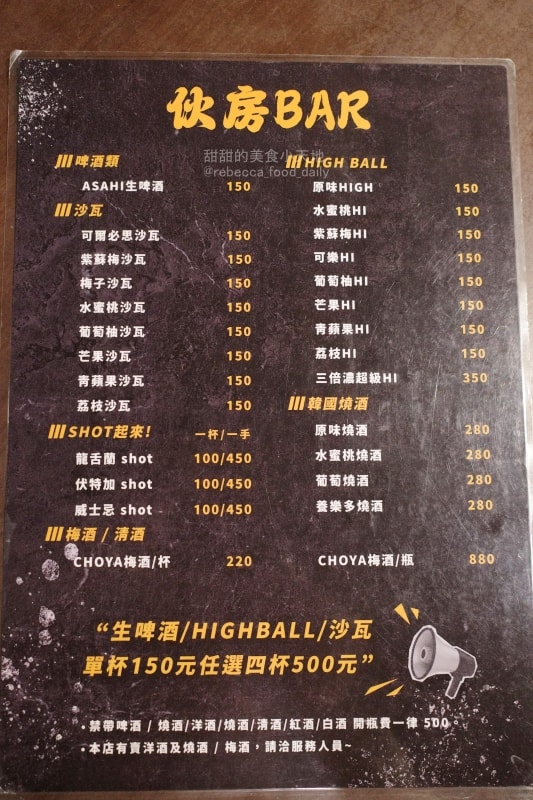 伙房BAR
甜甜的美食小天地
@rebecca_food_daily
啤酒類
ASAHI生啤酒 150
沙瓦
可爾必思沙瓦 150
紫蘇梅沙瓦 150
梅子沙瓦 150
水蜜桃沙瓦 150
葡萄柚沙瓦 150
芒果沙瓦 150
青蘋果沙瓦 150
荔枝沙瓦 150
SHOT起來! 一杯/一手
龍舌蘭 shot 100/450
伏特加 shot 100/450
威士忌 shot 100/450
梅酒 / 清酒
CHOYA梅酒/杯 220
HIGH BALL
原味HIGH 150
水蜜桃HI 150
紫蘇梅HI 150
可樂HI 150
葡萄柚HI 150
芒果HI 150
青蘋果HI 150
荔枝HI 150
三倍濃超級HI 350
韓國燒酒
原味燒酒 280
水蜜桃燒酒 280
葡萄燒酒 280
養樂多燒酒 280
CHOYA梅酒/瓶 880
“生啤酒/HIGHBALL/沙瓦
單杯150元任選四杯500元”
•禁帶啤酒 / 燒酒/洋酒/燒酒/清酒/紅酒/白酒 開瓶費一律 500。
•本店有賣洋酒及燒酒 / 梅酒，請洽服務人員~